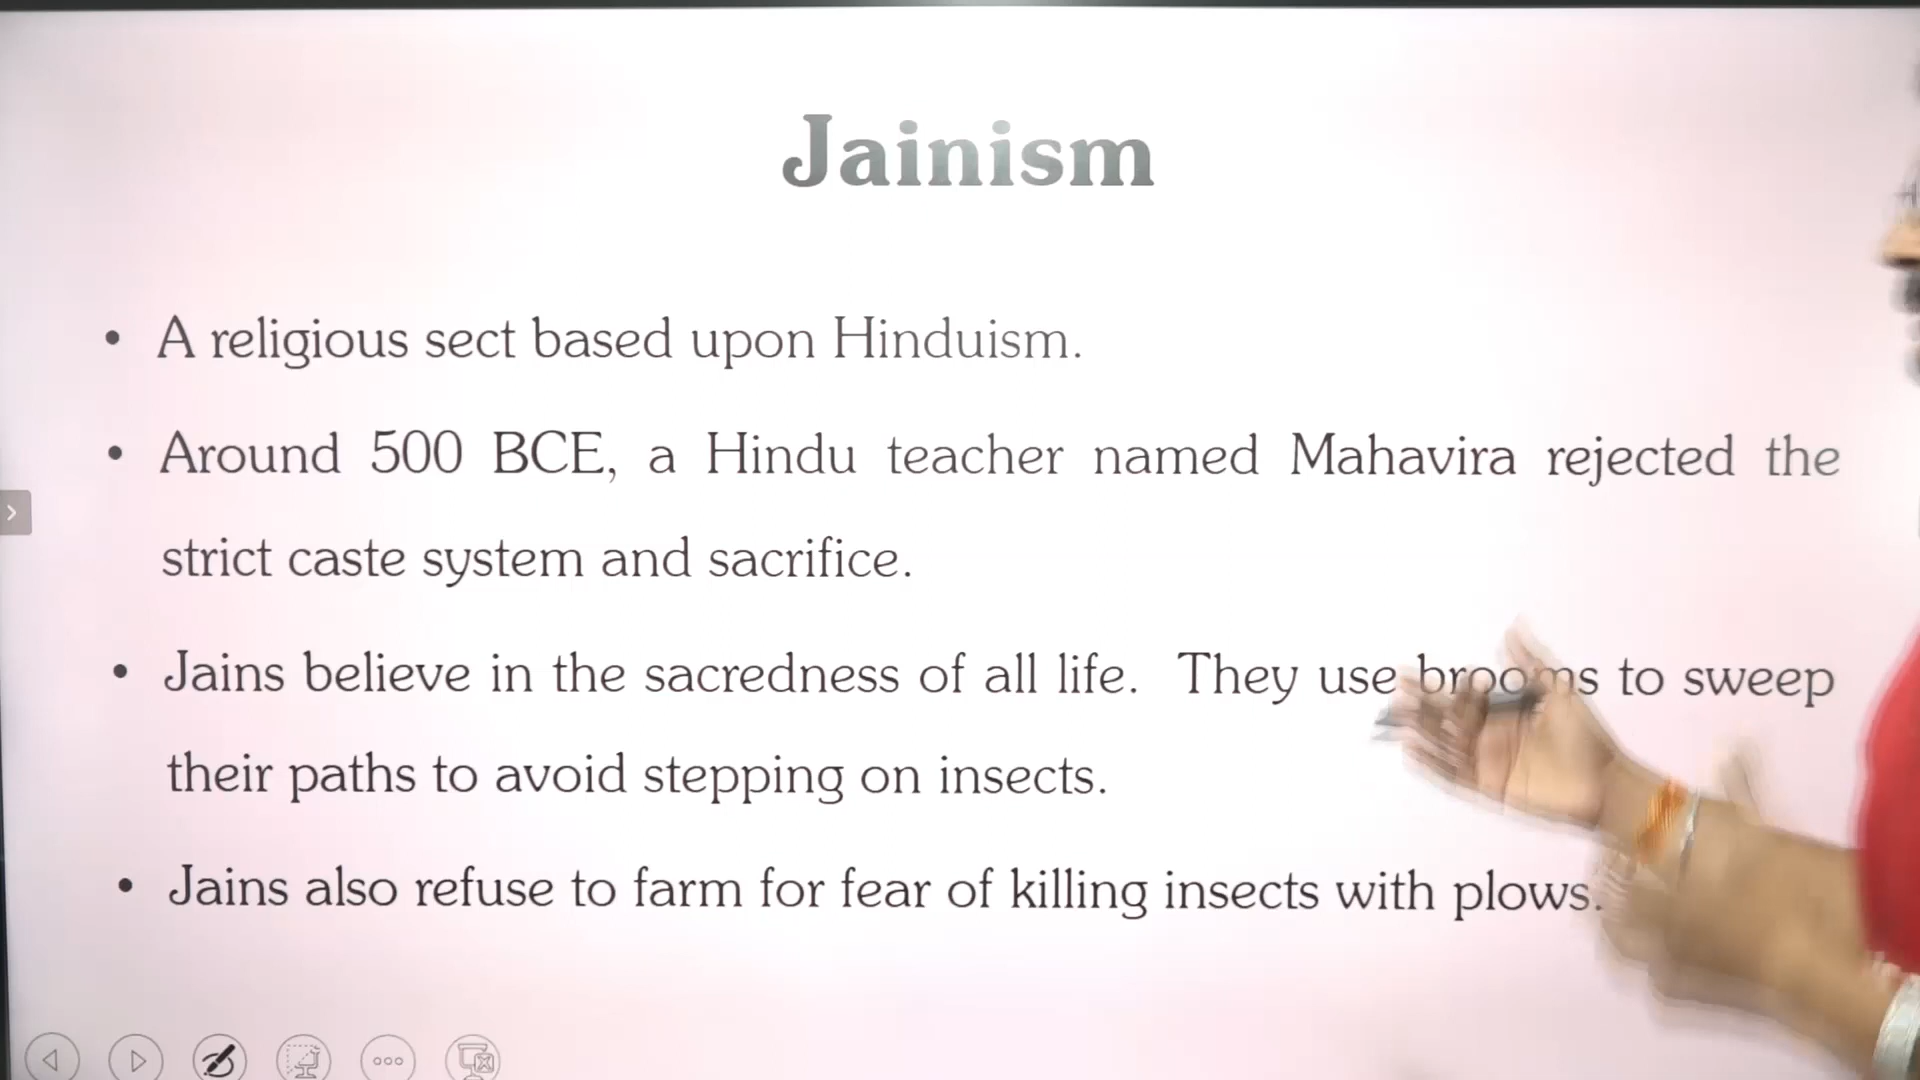 Jainism
• A religious sect based upon Hinduism.
• Around 500 BCE, a Hindu teacher named Mahavira rejected the
strict caste system and sacrifice.
• Jains believe in the sacredness of all life. They use brooms to sweep
their paths to avoid stepping on insects.
• Jains also refuse to farm for fear of killing insects with plows.